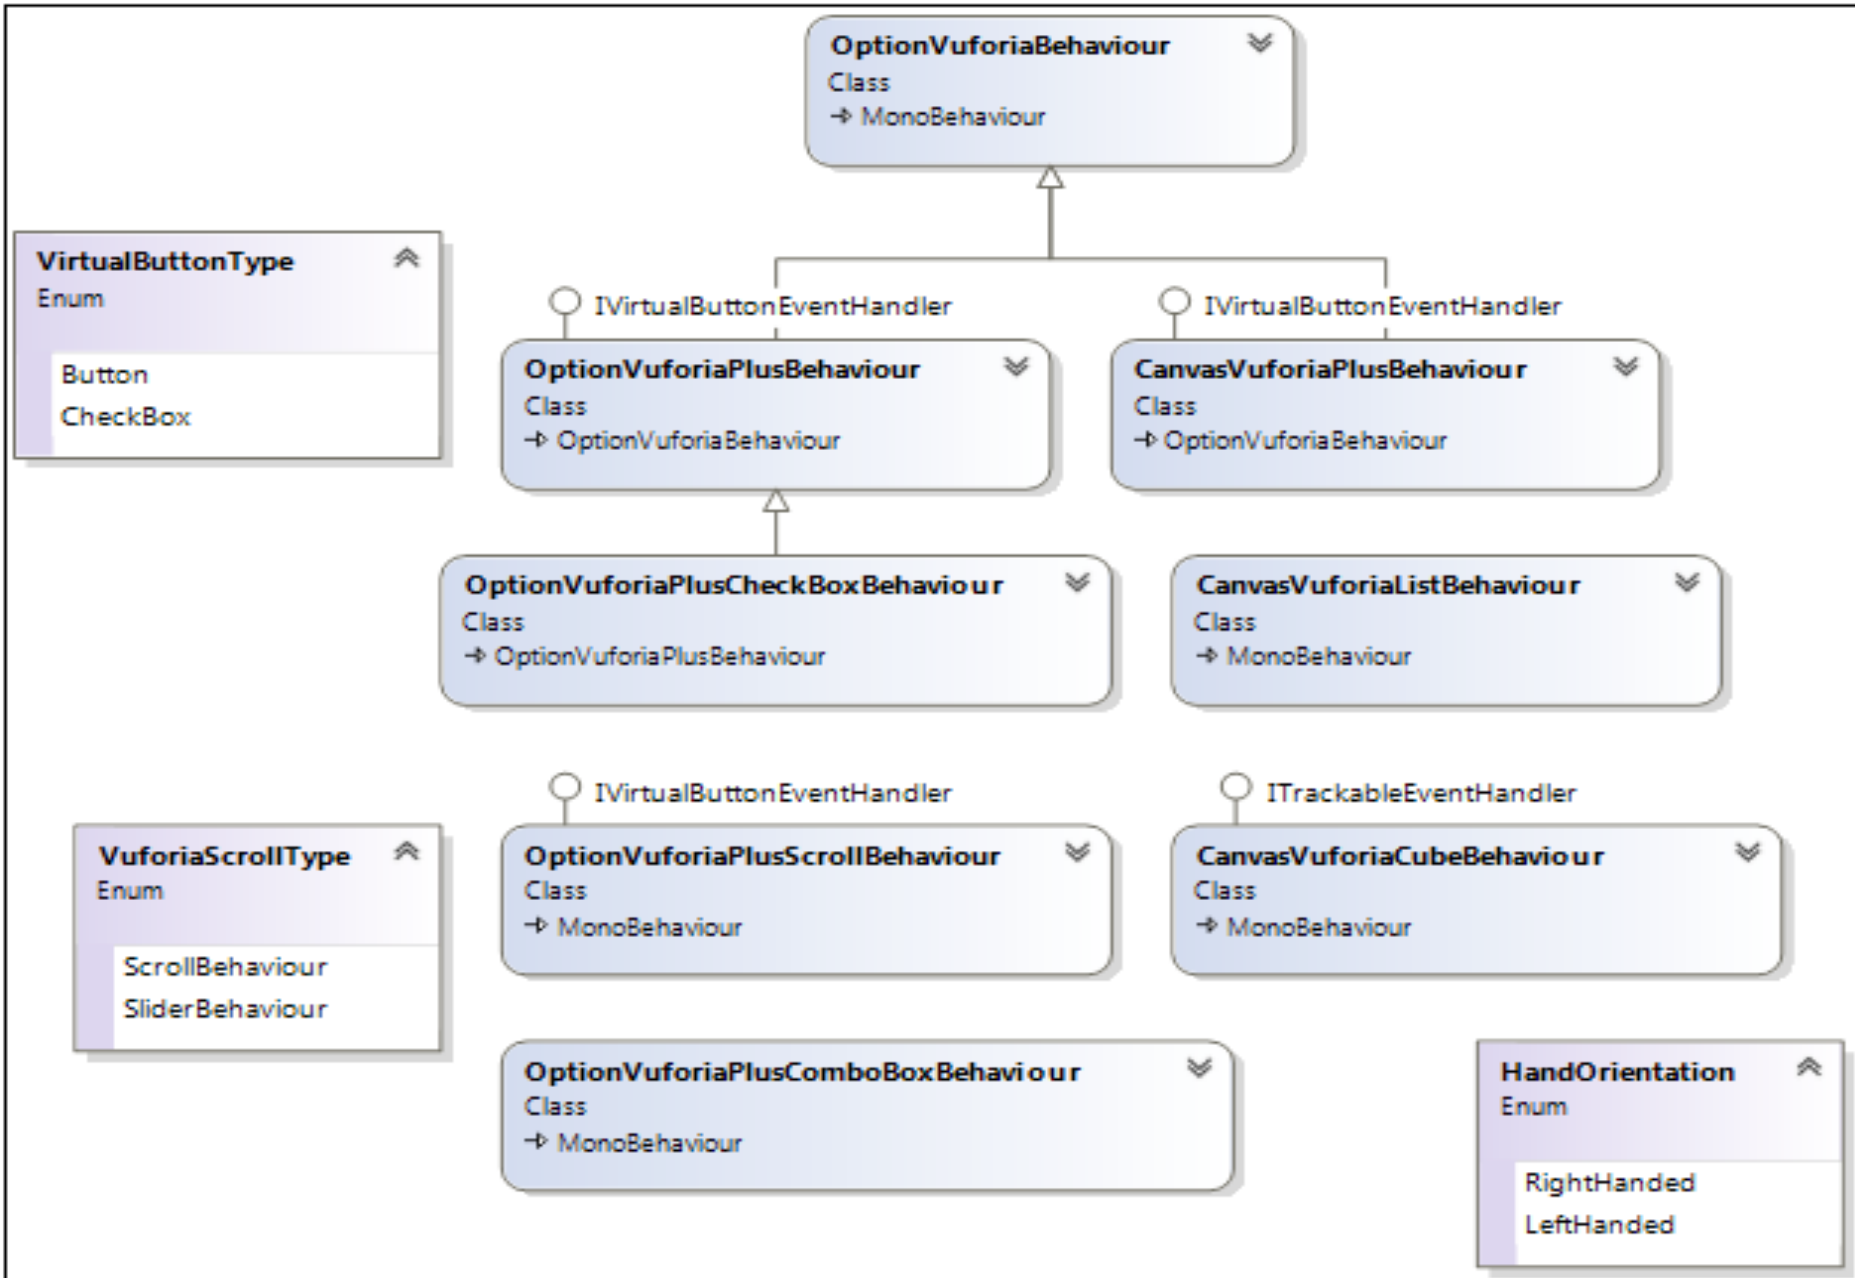 OptionVuforiaBehaviour
Class
MonoBehaviour
VirtualButtonType
Enum
Button
CheckBox
IVirtualButtonEventHandler
OptionVuforiaPlusBehaviour
Class
OptionVuforiaBehaviour
IVirtualButtonEventHandler
CanvasVuforiaPlusBehaviour
Class
OptionVuforiaBehaviour
OptionVuforiaPlusCheckBoxBehaviour
Class
OptionVuforiaPlusBehaviour
CanvasVuforiaListBehaviour
Class
MonoBehaviour
VuforiaScrollType
Enum
ScrollBehaviour
SliderBehaviour
IVirtualButtonEventHandler
OptionVuforiaPlusScrollBehaviour
Class
MonoBehaviour
ITrackableEventHandler
CanvasVuforiaCubeBehaviour
Class
MonoBehaviour
OptionVuforiaPlusComboBoxBehaviour
Class
MonoBehaviour
HandOrientation
Enum
RightHanded
LeftHanded